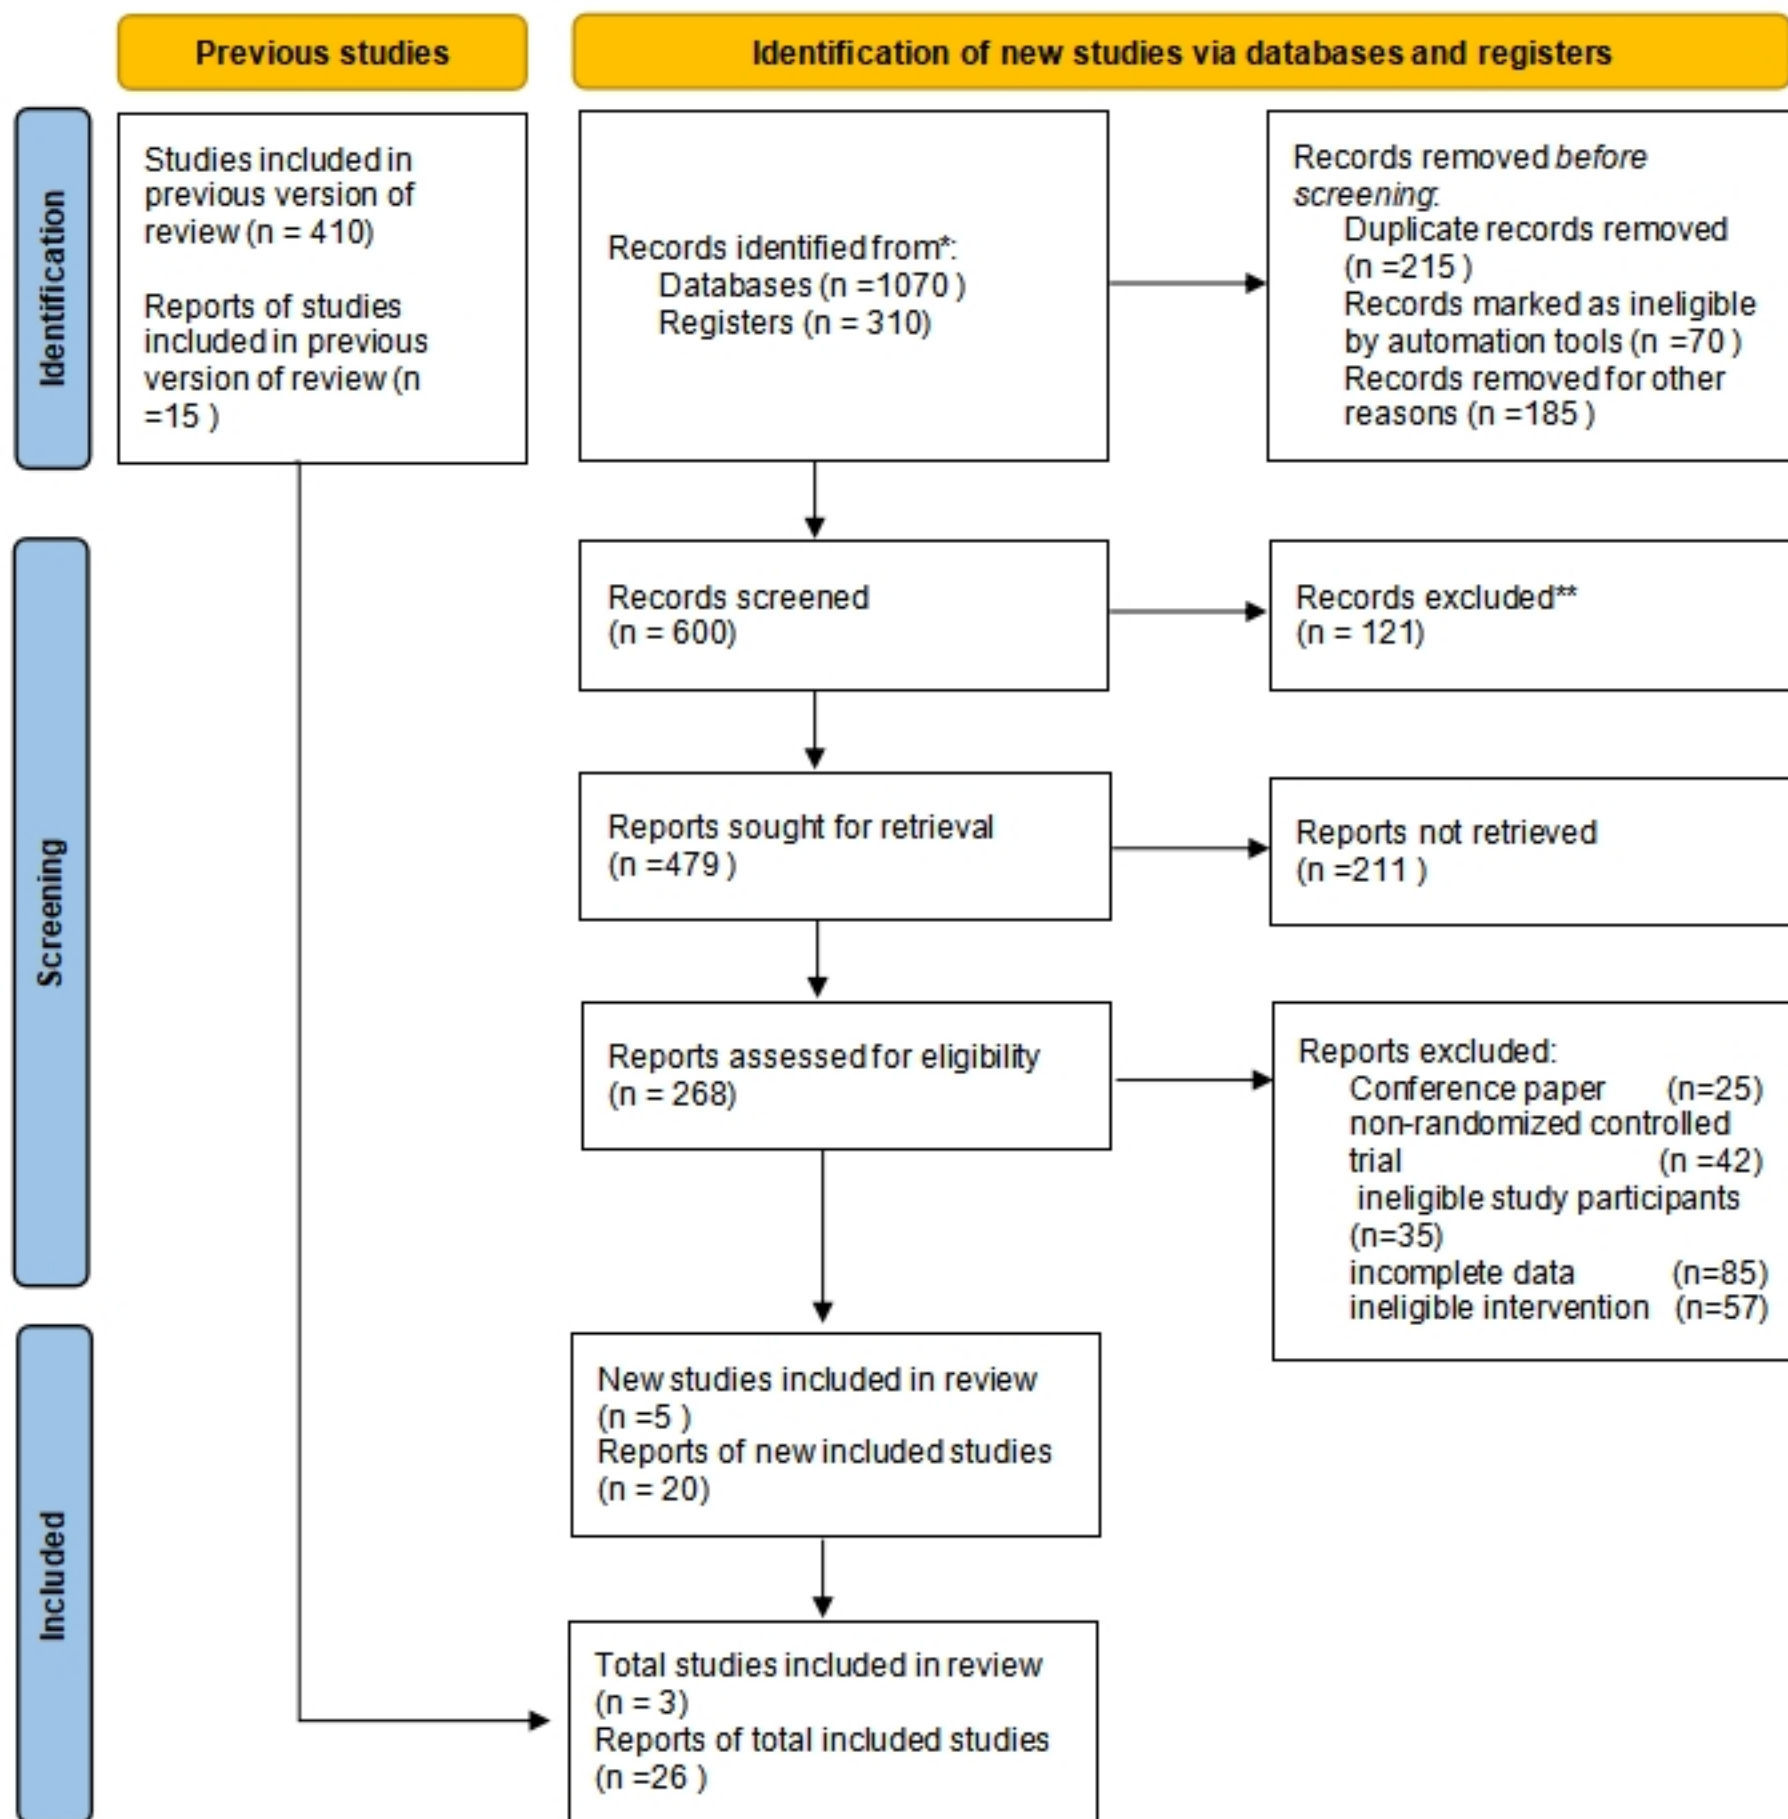 Previous studies
Identification of new studies via databases and registers
Identification
Studies included in
previous version of
review (n = 410)
Reports of studies
included in previous
version of review (n
=15 )
Records identified from*:
Databases (n =1070 )
Registers (n = 310)
Records removed before
screening:
Duplicate records removed
(n =215 )
Records marked as ineligible
by automation tools (n =70 )
Records removed for other
reasons (n =185 )
Screening
Records screened
(n = 600)
Records excluded**
(n = 121)
Reports sought for retrieval
(n =479 )
Reports not retrieved
(n =211 )
Reports assessed for eligibility
(n = 268)
Reports excluded:
Conference paper (n=25)
non-randomized controlled
trial (n =42)
ineligible study participants
(n=35)
incomplete data (n=85)
ineligible intervention (n=57)
Included
New studies included in review
(n =5 )
Reports of new included studies
(n = 20)
Total studies included in review
(n = 3)
Reports of total included studies
(n =26 )